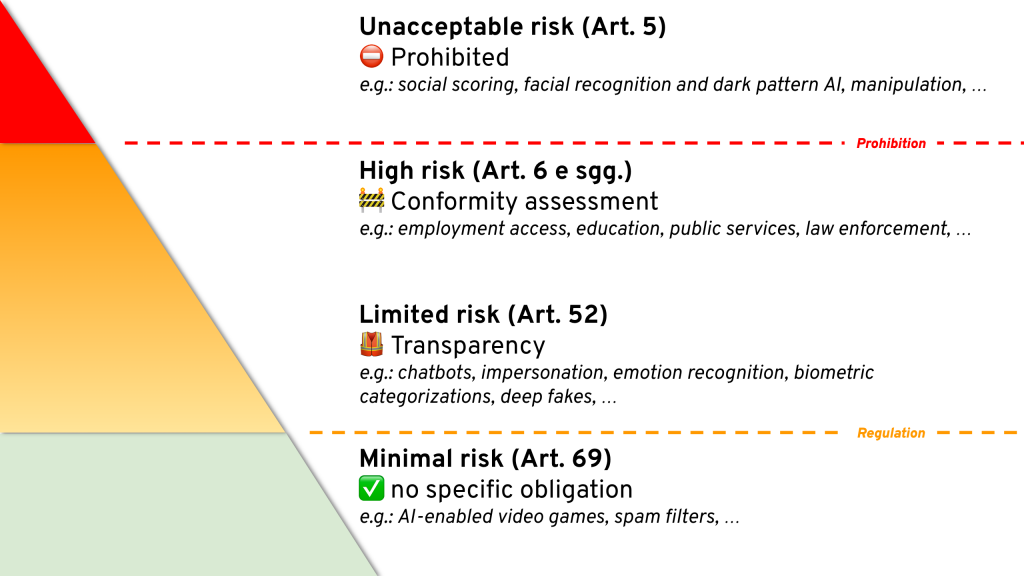 Unacceptable risk (Art. 5)
⛔ Prohibited
e.g.: social scoring, facial recognition and dark pattern AI, manipulation, ...
Prohibition
High risk (Art. 6 e sgg.)
🚧 Conformity assessment
e.g.: employment access, education, public services, law enforcement, ...
Limited risk (Art. 52)
🦺 Transparency
e.g.: chatbots, impersonation, emotion recognition, biometric
categorizations, deep fakes, ...
Regulation
Minimal risk (Art. 69)
✅ no specific obligation
e.g.: AI-enabled video games, spam filters, ...